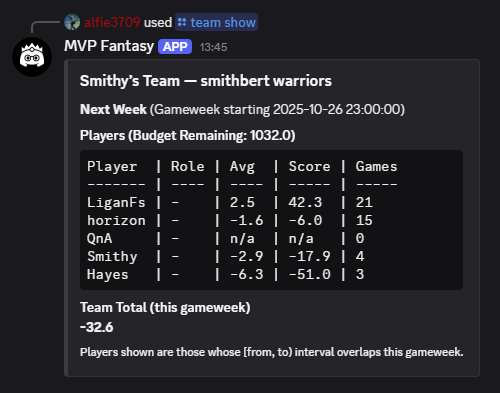 alfie3709 used team show
MVP Fantasy APP 13:45
Smithy's Team — smithbert warriors
Next Week (Gameweek starting 2025-10-26 23:00:00)
Players (Budget Remaining: 1032.0)
Player  | Role | Avg  | Score | Games
------- | ---- | ---- | ----- | -----
LiganFs | -    | 2.5  | 42.3  | 21
horizon | -    | -1.6 | -6.0  | 15
QnA     | -    | n/a  | n/a   | 0
Smithy  | -    | -2.9 | -17.9 | 4
Hayes   | -    | -6.3 | -51.0 | 3
Team Total (this gameweek)
-32.6
Players shown are those whose [from, to) interval overlaps this gameweek.